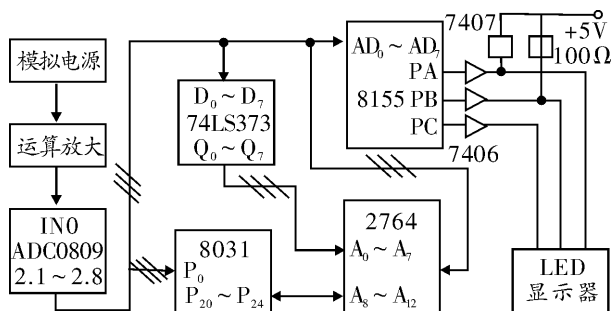 模拟电源
运算放大
IN0
ADC0809
2.1～2.8
D₀～D₇
74LS373
Q₀～Q₇
8031
P₀
P₂₀～P₂₄
AD₀～AD₇
PA
8155 PB
PC
7407
7406
+5V
100Ω
2764
A₀～A₇
A₈～A₁₂
LED
显示器